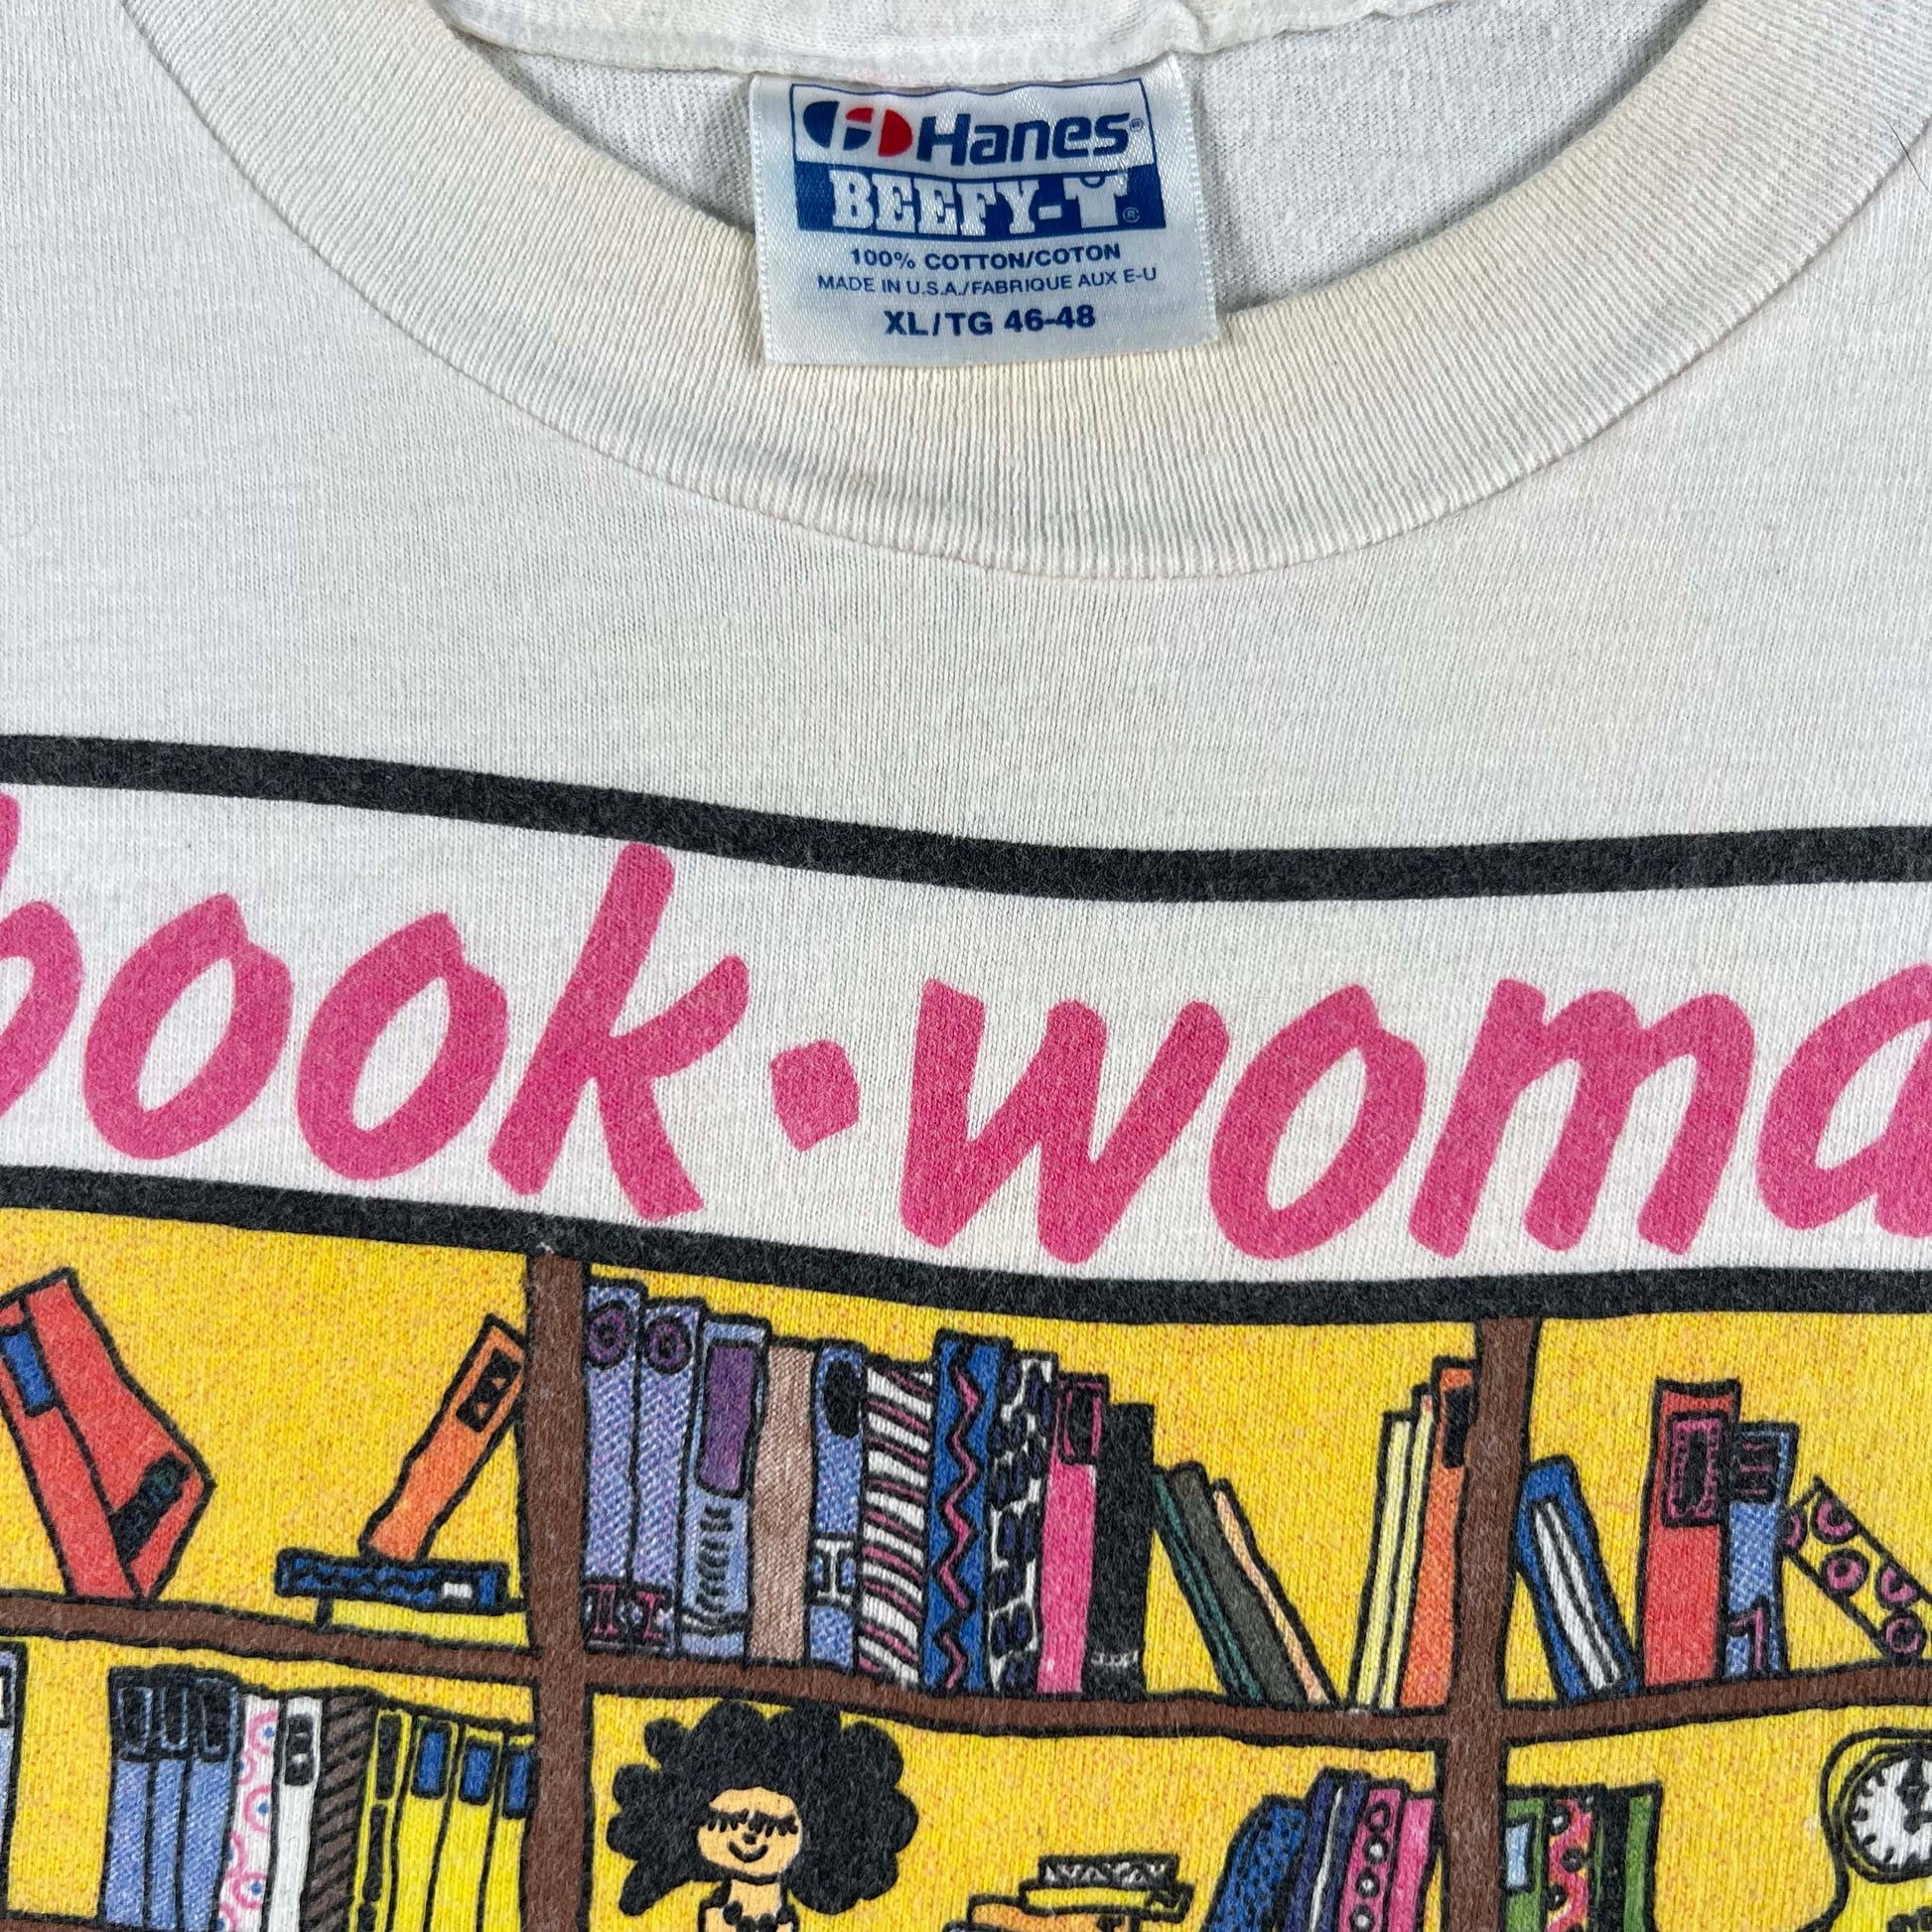 Hanes®
BEEFY-T®
100% COTTON/COTON
MADE IN U.S.A./FABRIQUE AUX E-U
XL/TG 46-48
book•woma